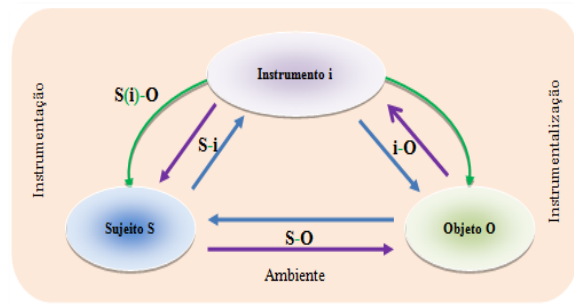 Instrumento i
S(i)-O
Instrumentação
Instrumentalização
S-i
i-O
Sujeito S
Objeto O
S-O
Ambiente